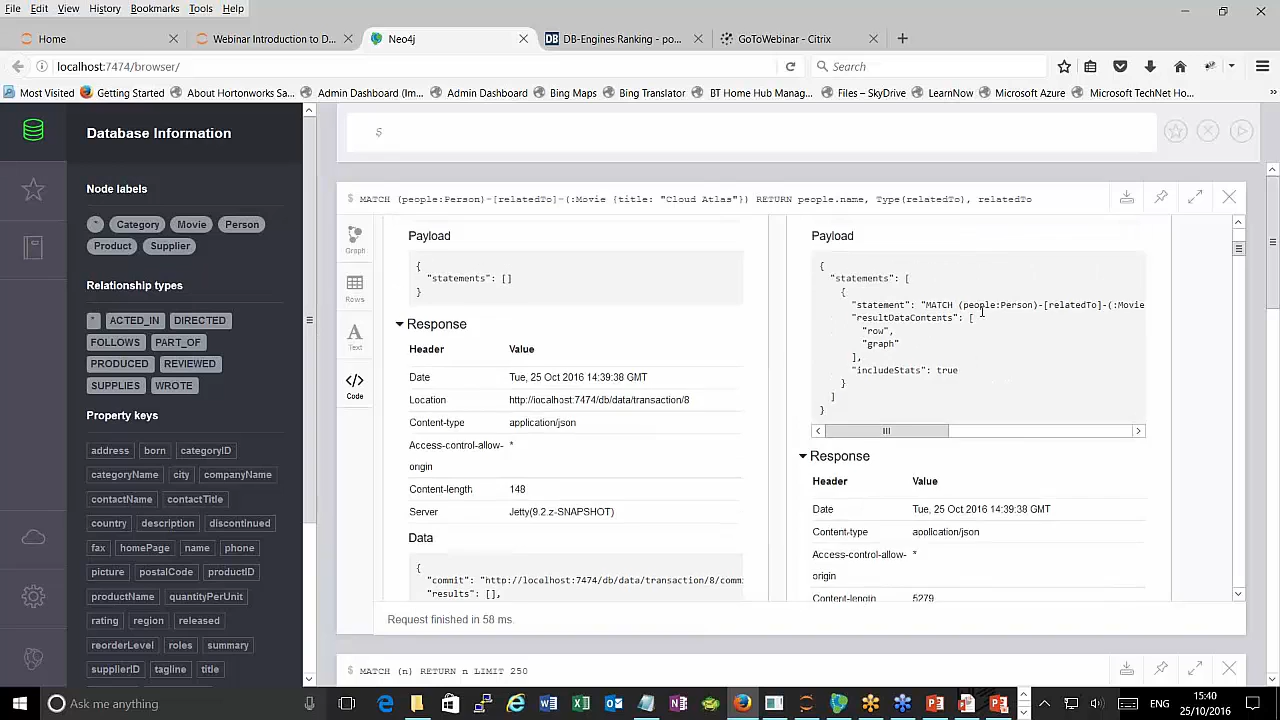 File Edit View History Bookmarks Tools Help
Home
Webinar Introduction to D...
Neo4j
DB-Engines Ranking - po...
GoToWebinar - Citrix
localhost:7474/browser/
Search
Most Visited Getting Started About Hortonworks Sa... Admin Dashboard (Im... Admin Dashboard Bing Maps Bing Translator BT Home Hub Manag... Files – SkyDrive LearnNow Microsoft Azure Microsoft TechNet Ho... »
Database Information
Node labels
* Category Movie Person
Product Supplier
Relationship types
* ACTED_IN DIRECTED
FOLLOWS PART_OF
PRODUCED REVIEWED
SUPPLIES WROTE
Property keys
address born categoryID
categoryName city companyName
contactName contactTitle
country description discontinued
fax homePage name phone
picture postalCode productID
productName quantityPerUnit
rating region released
reorderLevel roles summary
supplierID tagline title
$
$ MATCH (people:Person)-[relatedTo]-(:Movie {title: "Cloud Atlas"}) RETURN people.name, Type(relatedTo), relatedTo
Graph
Rows
Text
Code
Payload
{
"statements": []
}
Response
Header Value
Date Tue, 25 Oct 2016 14:39:38 GMT
Location http://localhost:7474/db/data/transaction/8
Content-type application/json
Access-control-allow-origin *
Content-length 148
Server Jetty(9.2.z-SNAPSHOT)
Data
{
"commit": "http://localhost:7474/db/data/transaction/8/comm
"results": [],
Payload
{
"statements": [
{
"statement": "MATCH (people:Person)-[relatedTo]-(:Movie
"resultDataContents": [
"row",
"graph"
],
"includeStats": true
}
]
}
Response
Header Value
Date Tue, 25 Oct 2016 14:39:38 GMT
Content-type application/json
Access-control-allow-origin *
Content-length 5279
Request finished in 58 ms.
$ MATCH (n) RETURN n LIMIT 250
Ask me anything
ENG
15:40
25/10/2016